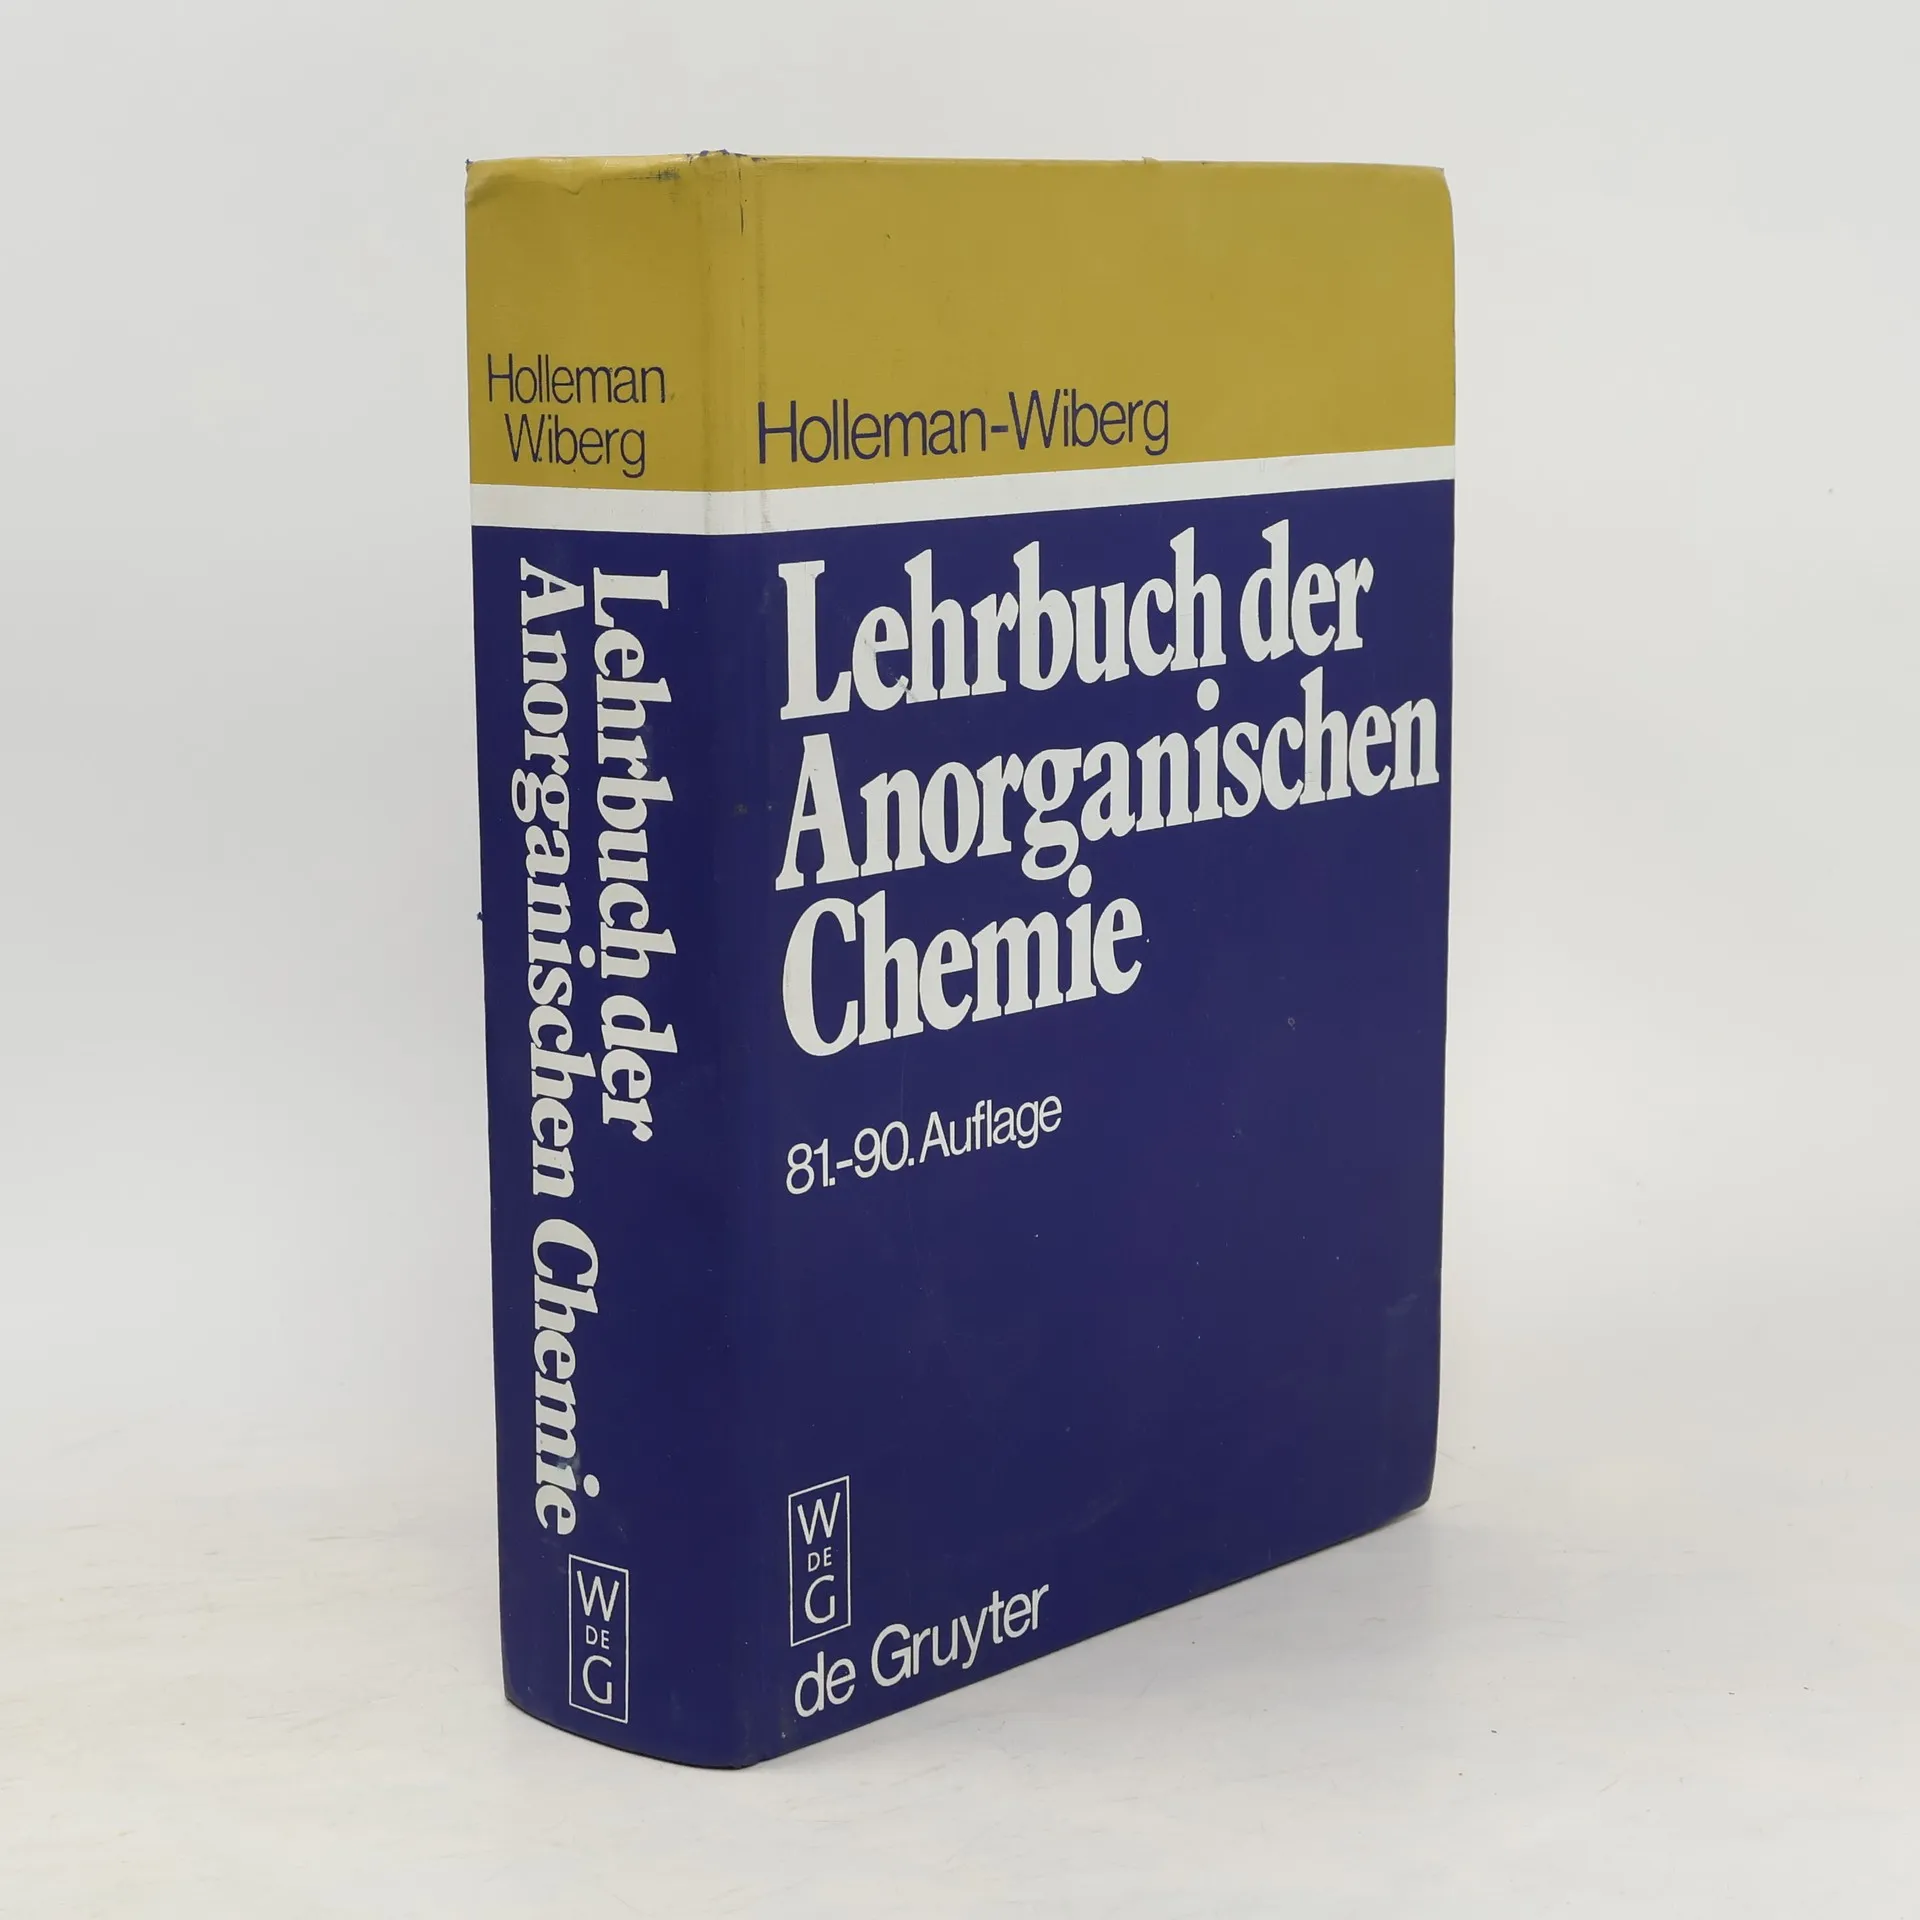 Holleman
Wiberg
Lehrbuch der
Anorganischen Chemie
W
DE
G
Holleman-Wiberg
Lehrbuch der
Anorganischen
Chemie
81.-90. Auflage
W
DE
G
de Gruyter